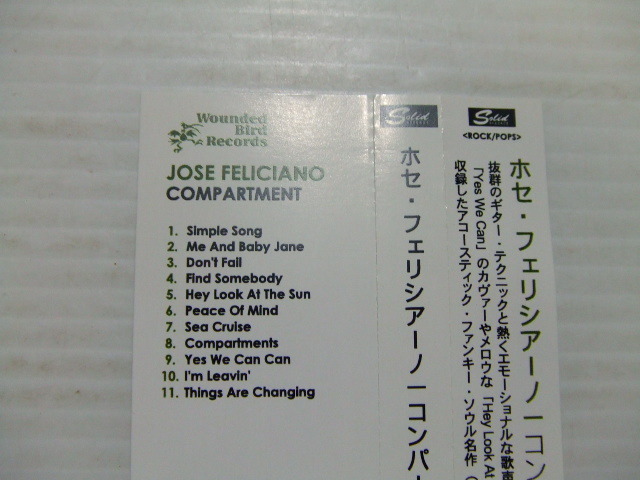 Wounded
Bird
Records
JOSE FELICIANO
COMPARTMENT
1. Simple Song
2. Me And Baby Jane
3. Don't Fail
4. Find Somebody
5. Hey Look At The Sun
6. Peace Of Mind
7. Sea Cruise
8. Compartments
9. Yes We Can Can
10. I'm Leavin'
11. Things Are Changing
Solid
ホセ・フェリシアーノ｜コンパー
Solid
<ROCK/POPS>
ホセ・フェリシアーノ｜コン
抜群のギター・テクニックと熱くエモーショナルな歌声
「Yes We Can」のカヴァーやメロウな「Hey Look At
収録したアコースティック・ファンキー・ソウル名作（